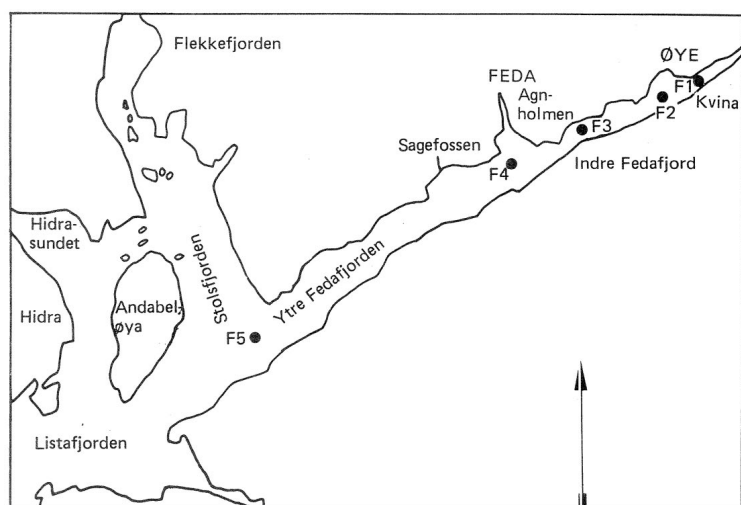 Flekkefjorden
ØYE
FEDA
F1
Agn-
holmen
F2
Kvina
F3
Sagefossen
F4
Indre Fedafjord
Hidra-
sundet
Stolsfjorden
Ytre Fedafjorden
Hidra
Andabel-
øya
F5
Listafjorden